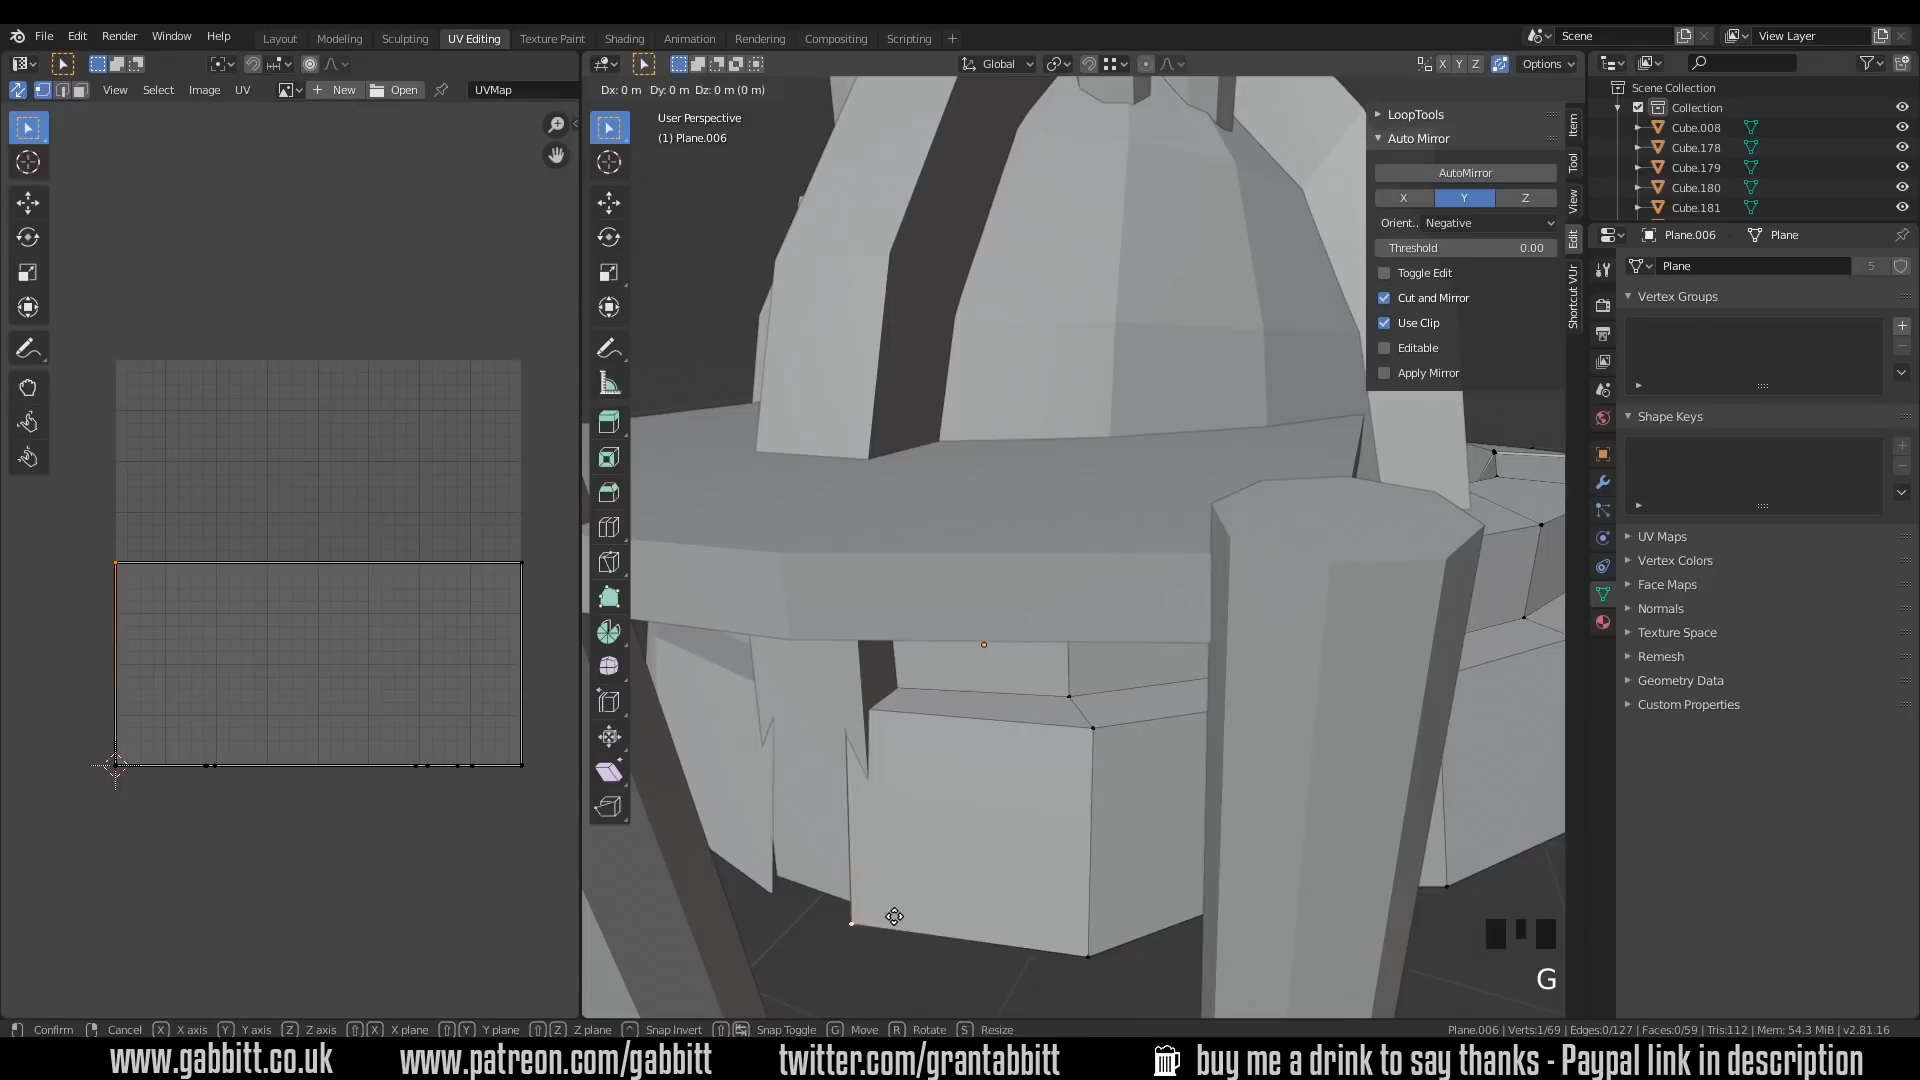 File Edit Render Window Help Layout Modeling Sculpting UV Editing Texture Paint Shading Animation Rendering Compositing Scripting + Scene View Layer
Global X Y Z Options
View Select Image UV + New Open UVMap
Dx: 0 m Dy: 0 m Dz: 0 m (0 m)
User Perspective
(1) Plane.006
LoopTools
Auto Mirror
AutoMirror
X Y Z
Orient.. Negative
Threshold 0.00
Toggle Edit
Cut and Mirror
Use Clip
Editable
Apply Mirror
Item
Tool
View
Edit
Shortcut VUr
Scene Collection
Collection
Cube.008
Cube.178
Cube.179
Cube.180
Cube.181
Plane.006 Plane
Plane 5
Vertex Groups
Shape Keys
UV Maps
Vertex Colors
Face Maps
Normals
Texture Space
Remesh
Geometry Data
Custom Properties
G
Confirm Cancel X X axis Y Y axis Z Z axis X X plane Y Y plane Z Z plane Snap Invert Snap Toggle G Move R Rotate S Resize Plane.006 | Verts:1/69 | Edges:0/127 | Faces:0/59 | Tris:112 | Mem: 54.3 MiB | v2.81.16
www.gabbitt.co.uk www.patreon.com/gabbitt twitter.com/grantabbitt buy me a drink to say thanks - Paypal link in description